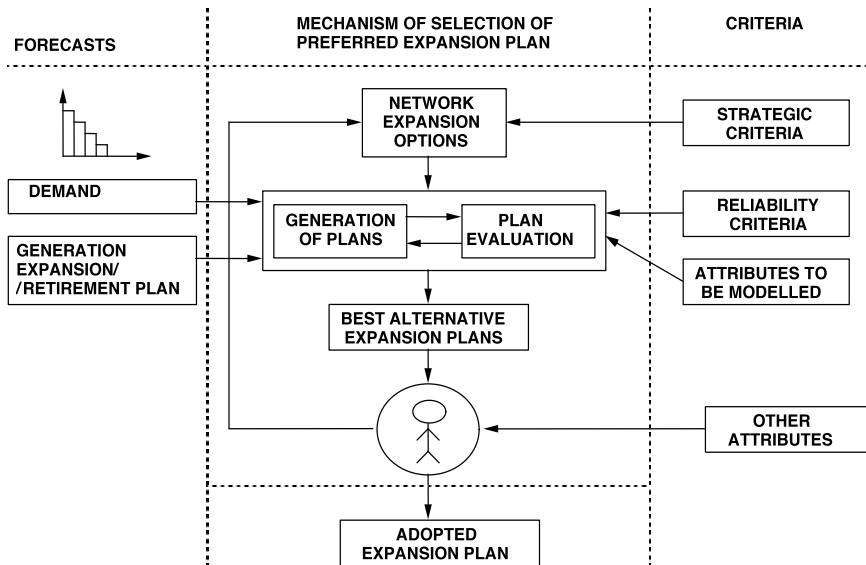 FORECASTS
MECHANISM OF SELECTION OF
PREFERRED EXPANSION PLAN
CRITERIA
NETWORK
EXPANSION
OPTIONS
STRATEGIC
CRITERIA
DEMAND
GENERATION
OF PLANS
PLAN
EVALUATION
RELIABILITY
CRITERIA
GENERATION
EXPANSION/
/RETIREMENT PLAN
ATTRIBUTES TO
BE MODELLED
BEST ALTERNATIVE
EXPANSION PLANS
OTHER
ATTRIBUTES
ADOPTED
EXPANSION PLAN